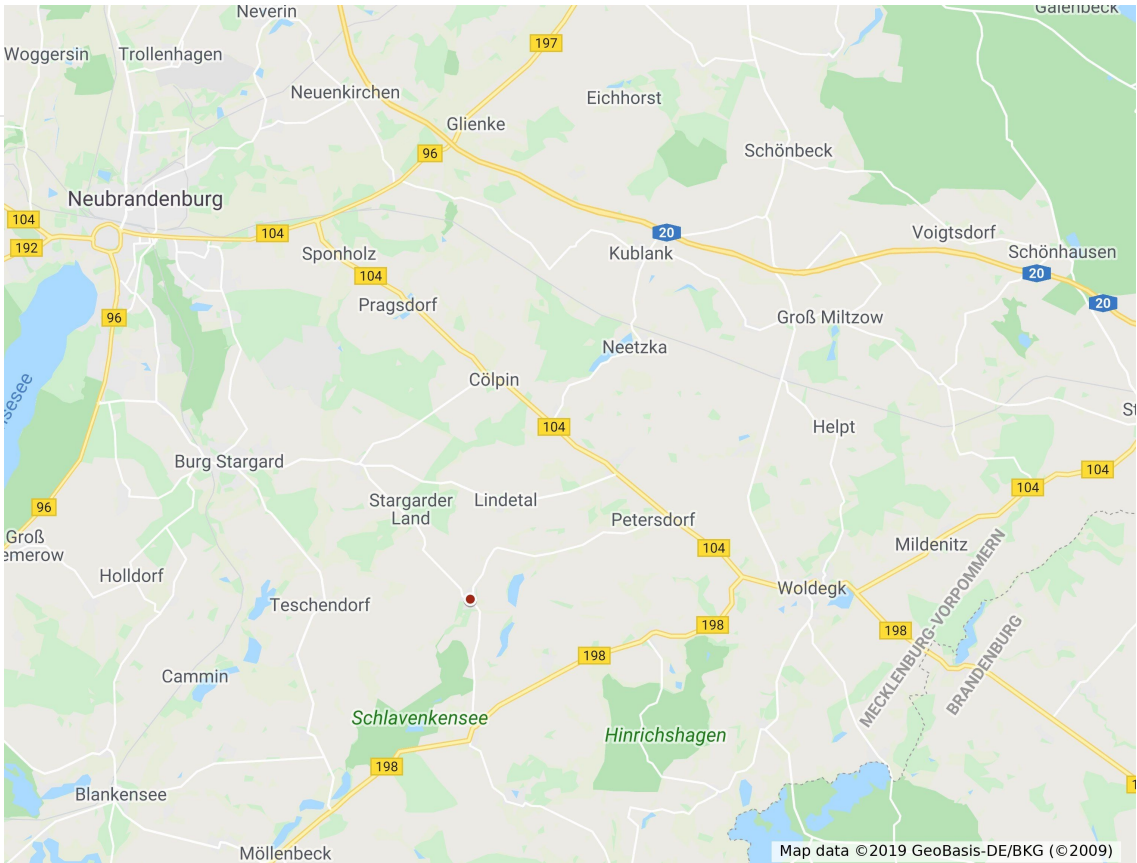 Neverin
Galenbeck
197
Woggersin
Trollenhagen
Neuenkirchen
Eichhorst
Glienke
96
Schönbeck
Neubrandenburg
104
104
192
20
Voigtsdorf
Sponholz
Kublank
Schönhausen
104
20
Pragsdorf
20
96
Groß Miltzow
Neetzka
Cölpin
104
Helpt
Burg Stargard
104
104
Stargarder
Land
Lindetal
96
Petersdorf
Groß
emerow
104
Mildenitz
Holldorf
Woldegk
Teschendorf
198
198
MECKLENBURG-VORPOMMERN
BRANDENBURG
198
Cammin
Schlavenkensee
Hinrichshagen
198
Blankensee
Möllenbeck
Map data ©2019 GeoBasis-DE/BKG (©2009)